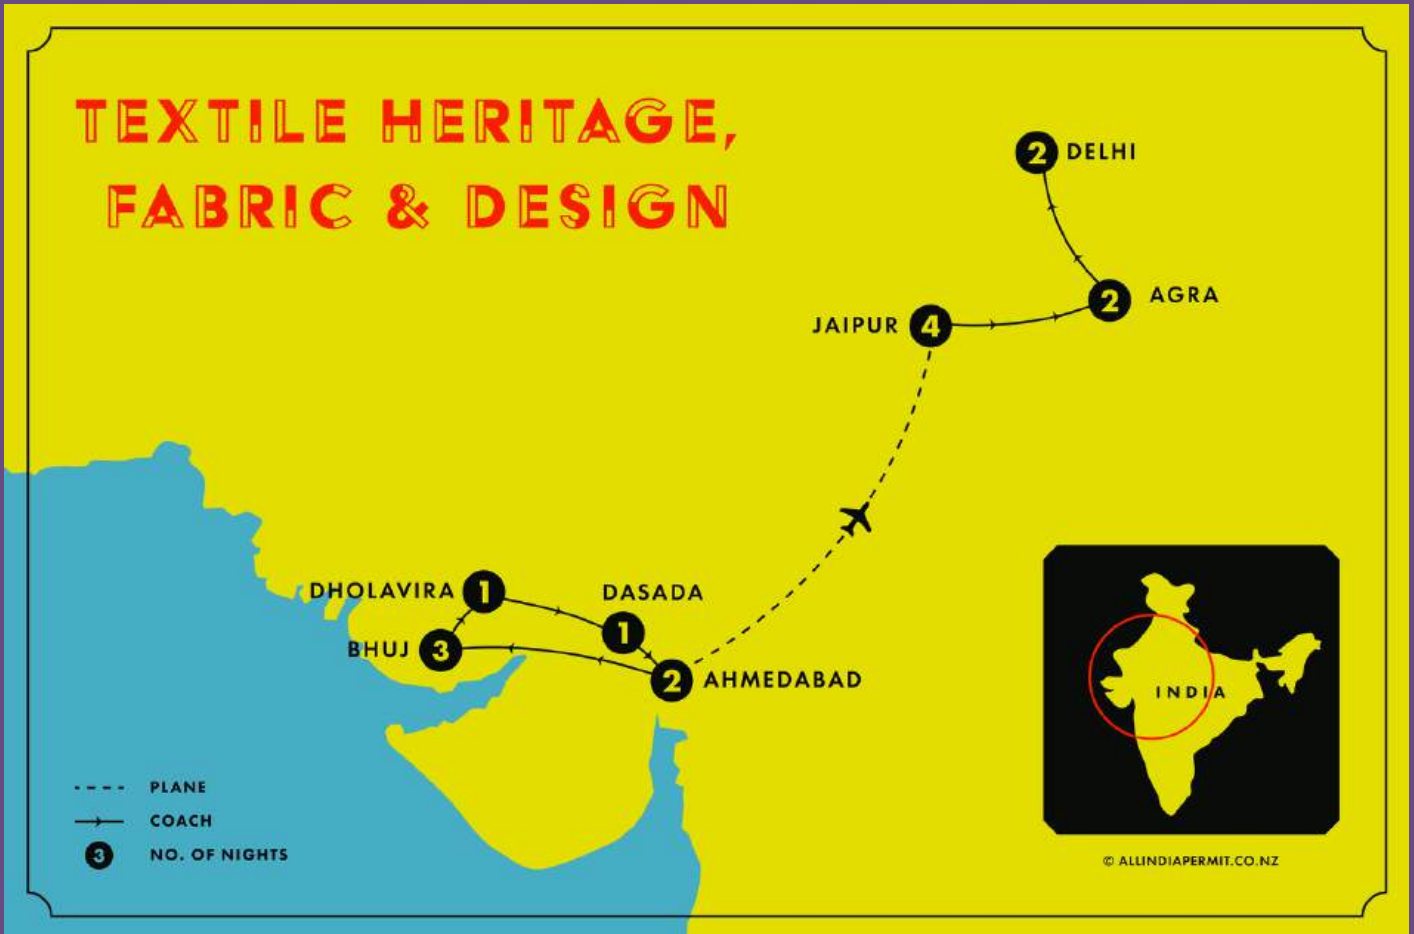 TEXTILE HERITAGE,
FABRIC & DESIGN
2 DELHI
2 AGRA
JAIPUR 4
DHOLAVIRA 1
DASADA
1
BHUJ 3
2 AHMEDABAD
INDIA
PLANE
COACH
3 NO. OF NIGHTS
© ALLINDIAPERMIT.CO.NZ